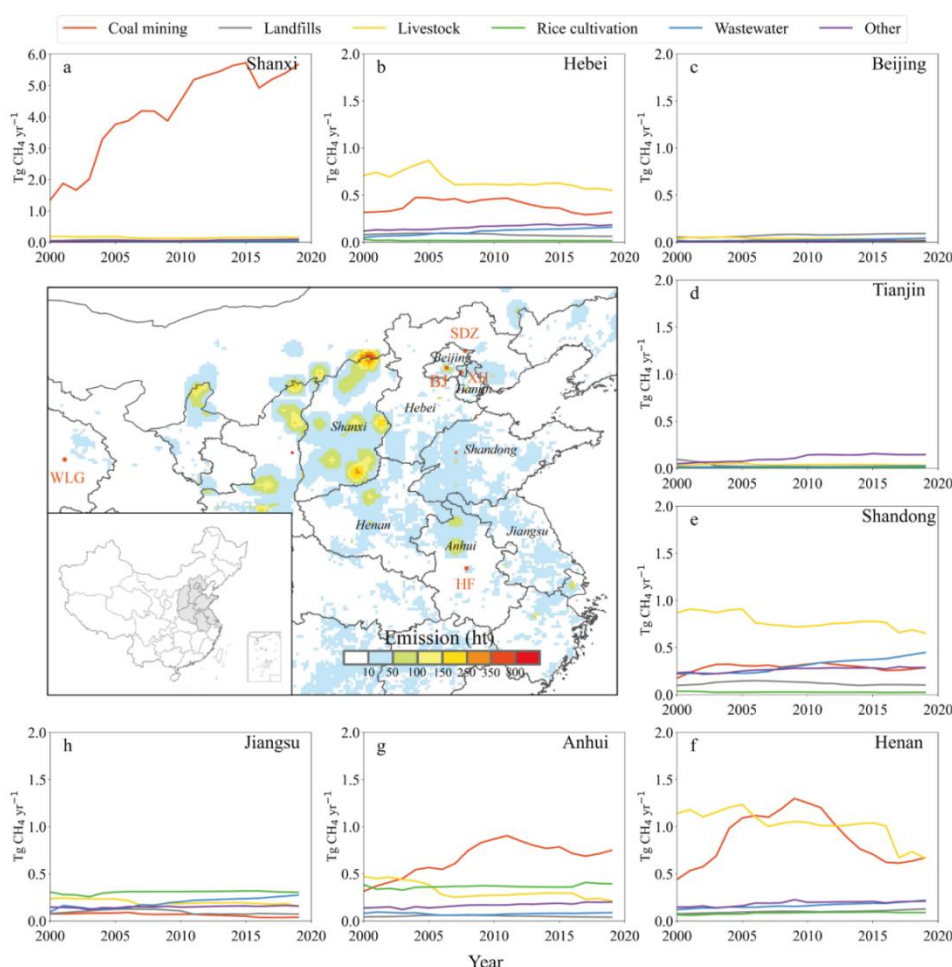 Coal mining Landfills Livestock Rice cultivation Wastewater Other
a Shanxi
Tg CH₄ yr⁻¹
6.0
5.0
4.0
3.0
2.0
1.0
0.0
2000 2005 2010 2015 2020
b Hebei
Tg CH₄ yr⁻¹
2.0
1.5
1.0
0.5
0.0
2000 2005 2010 2015 2020
c Beijing
Tg CH₄ yr⁻¹
2.0
1.5
1.0
0.5
0.0
2000 2005 2010 2015 2020
SDZ
Beijing
BJ XH
Tianjin
Hebei
Shanxi
Shandong
WLG
Henan
Jiangsu
Anhui
HF
Emission (ht)
10 50 100 150 250 350 800
d Tianjin
Tg CH₄ yr⁻¹
2.0
1.5
1.0
0.5
0.0
2000 2005 2010 2015 2020
e Shandong
Tg CH₄ yr⁻¹
2.0
1.5
1.0
0.5
0.0
2000 2005 2010 2015 2020
h Jiangsu
Tg CH₄ yr⁻¹
2.0
1.5
1.0
0.5
0.0
2000 2005 2010 2015 2020
g Anhui
Tg CH₄ yr⁻¹
2.0
1.5
1.0
0.5
0.0
2000 2005 2010 2015 2020
f Henan
Tg CH₄ yr⁻¹
2.0
1.5
1.0
0.5
0.0
2000 2005 2010 2015 2020
Year